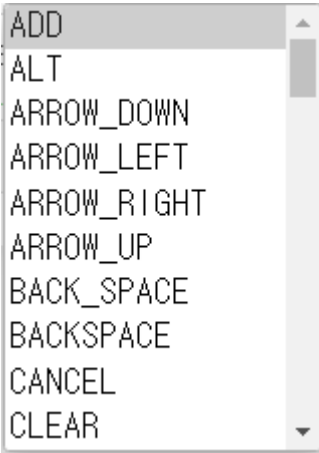 ADD
ALT
ARROW_DOWN
ARROW_LEFT
ARROW_RIGHT
ARROW_UP
BACK_SPACE
BACKSPACE
CANCEL
CLEAR